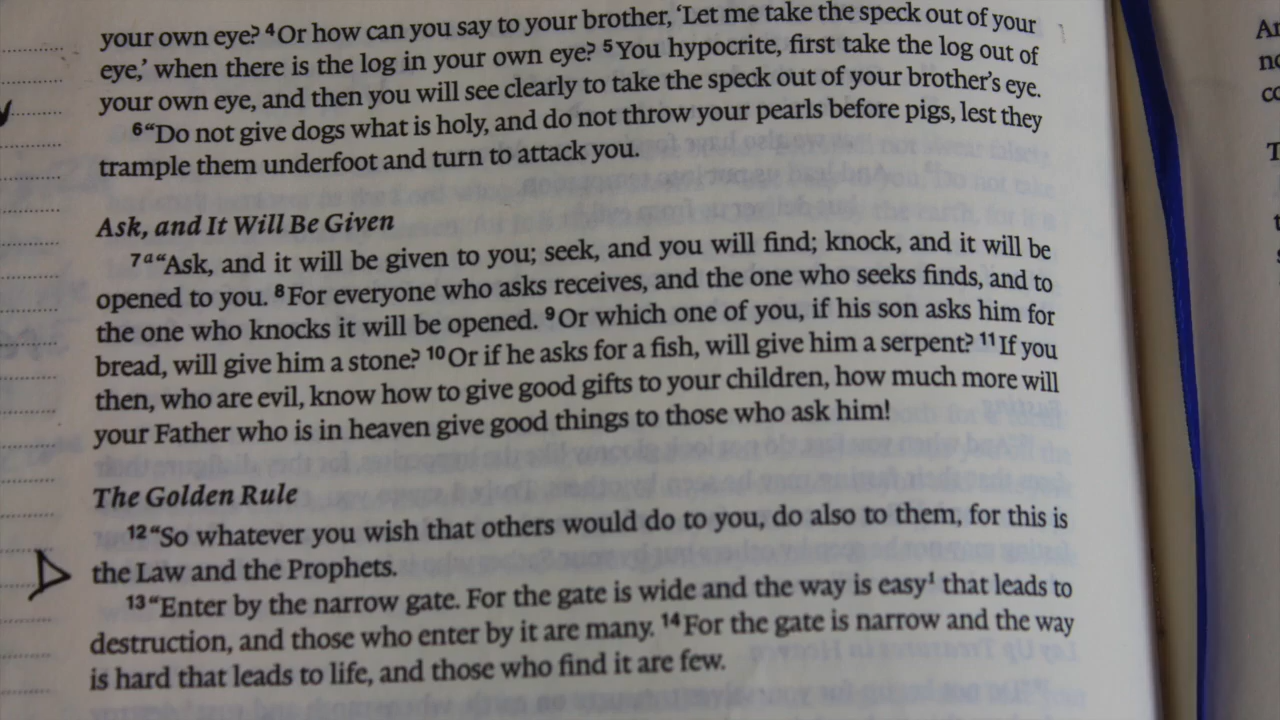 your own eye? 4 Or how can you say to your brother, ‘Let me take the speck out of your
eye,’ when there is the log in your own eye? 5 You hypocrite, first take the log out of
your own eye, and then you will see clearly to take the speck out of your brother’s eye.
6 “Do not give dogs what is holy, and do not throw your pearls before pigs, lest they
trample them underfoot and turn to attack you.
Ask, and It Will Be Given
7 a “Ask, and it will be given to you; seek, and you will find; knock, and it will be
opened to you. 8 For everyone who asks receives, and the one who seeks finds, and to
the one who knocks it will be opened. 9 Or which one of you, if his son asks him for
bread, will give him a stone? 10 Or if he asks for a fish, will give him a serpent? 11 If you
then, who are evil, know how to give good gifts to your children, how much more will
your Father who is in heaven give good things to those who ask him!
The Golden Rule
12 “So whatever you wish that others would do to you, do also to them, for this is
the Law and the Prophets.
13 “Enter by the narrow gate. For the gate is wide and the way is easy1 that leads to
destruction, and those who enter by it are many. 14 For the gate is narrow and the way
is hard that leads to life, and those who find it are few.